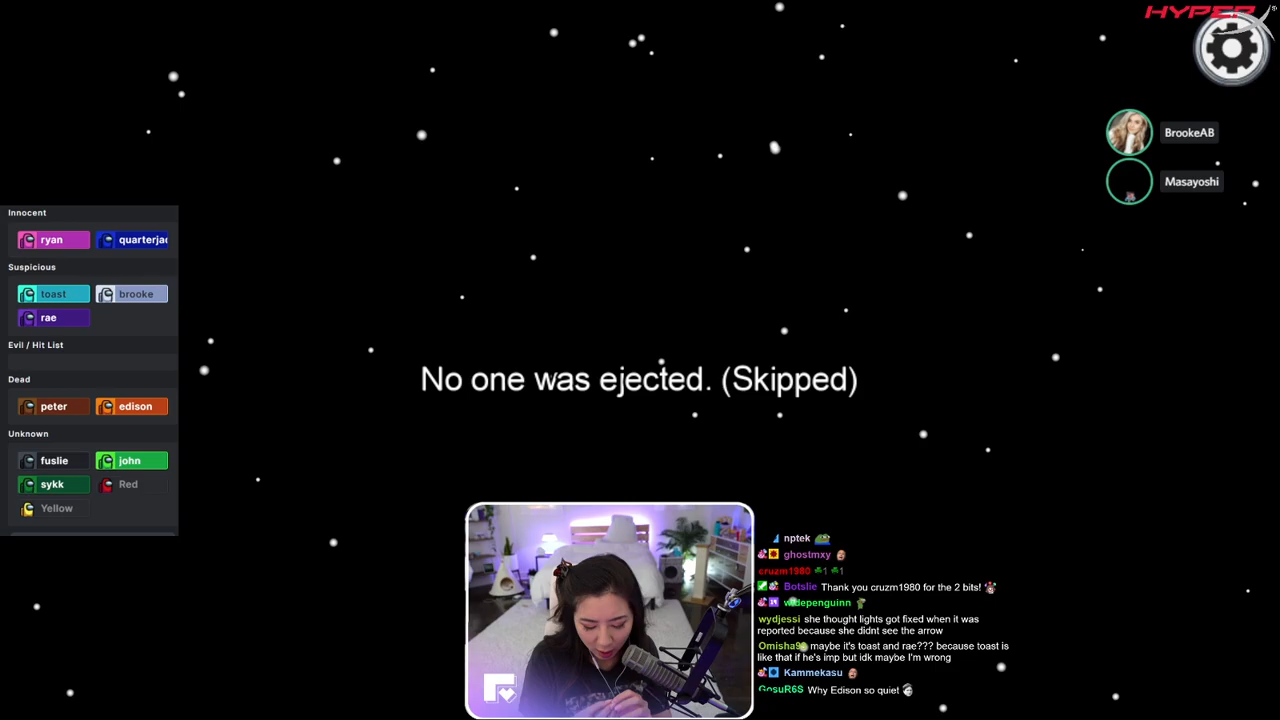 HYPER
BrookeAB
Masayoshi
Innocent
ryan
quarterjac
Suspicious
toast
brooke
rae
Evil / Hit List
Dead
peter
edison
Unknown
fuslie
john
sykk
Red
Yellow
No one was ejected. (Skipped)
nptek
ghostmxy
cruzm1980 1 1
Botslie Thank you cruzm1980 for the 2 bits!
widepenguinn
wydjessi she thought lights got fixed when it was
reported because she didnt see the arrow
maybe it's toast and rae??? because toast is
like that if he's imp but idk maybe I'm wrong
Kammekasu
GosuR6S Why Edison so quiet